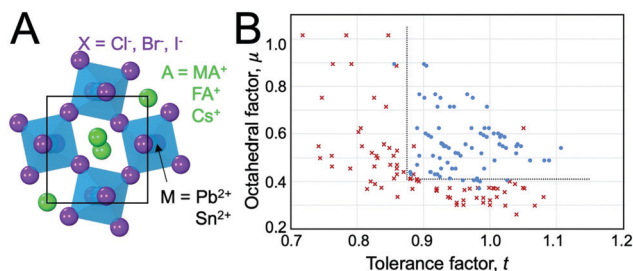 A
X = Cl⁻, Br⁻, I⁻
A = MA⁺
FA⁺
Cs⁺
M = Pb²⁺
Sn²⁺
B
Octahedral factor, μ
1.0
0.8
0.6
0.4
0.2
0.7
0.8
0.9
1.0
1.1
1.2
Tolerance factor, t